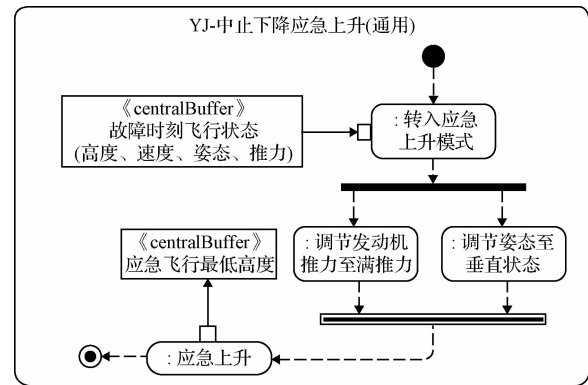 YJ-中止下降应急上升(通用)
《centralBuffer》
故障时刻飞行状态
(高度、速度、姿态、推力)
: 转入应急
上升模式
《centralBuffer》
应急飞行最低高度
: 调节发动机
推力至满推力
: 调节姿态至
垂直状态
: 应急上升